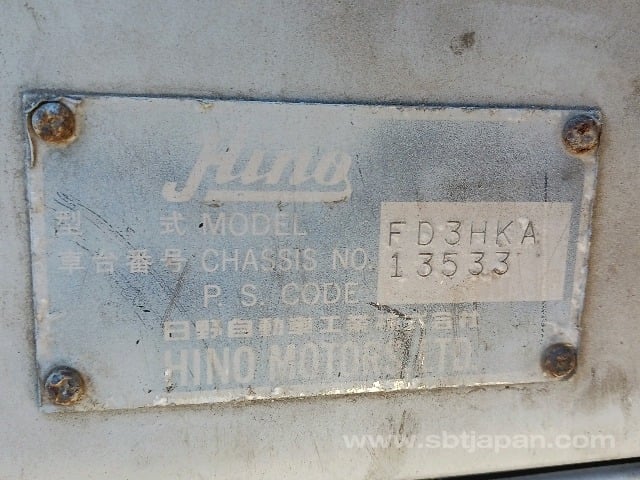 Hino
型 式 MODEL FD3HKA
車台番号 CHASSIS NO. 13533
P. S. CODE
日野自動車工業株式会社
HINO MOTORS, LTD.
www.sbtjapan.com